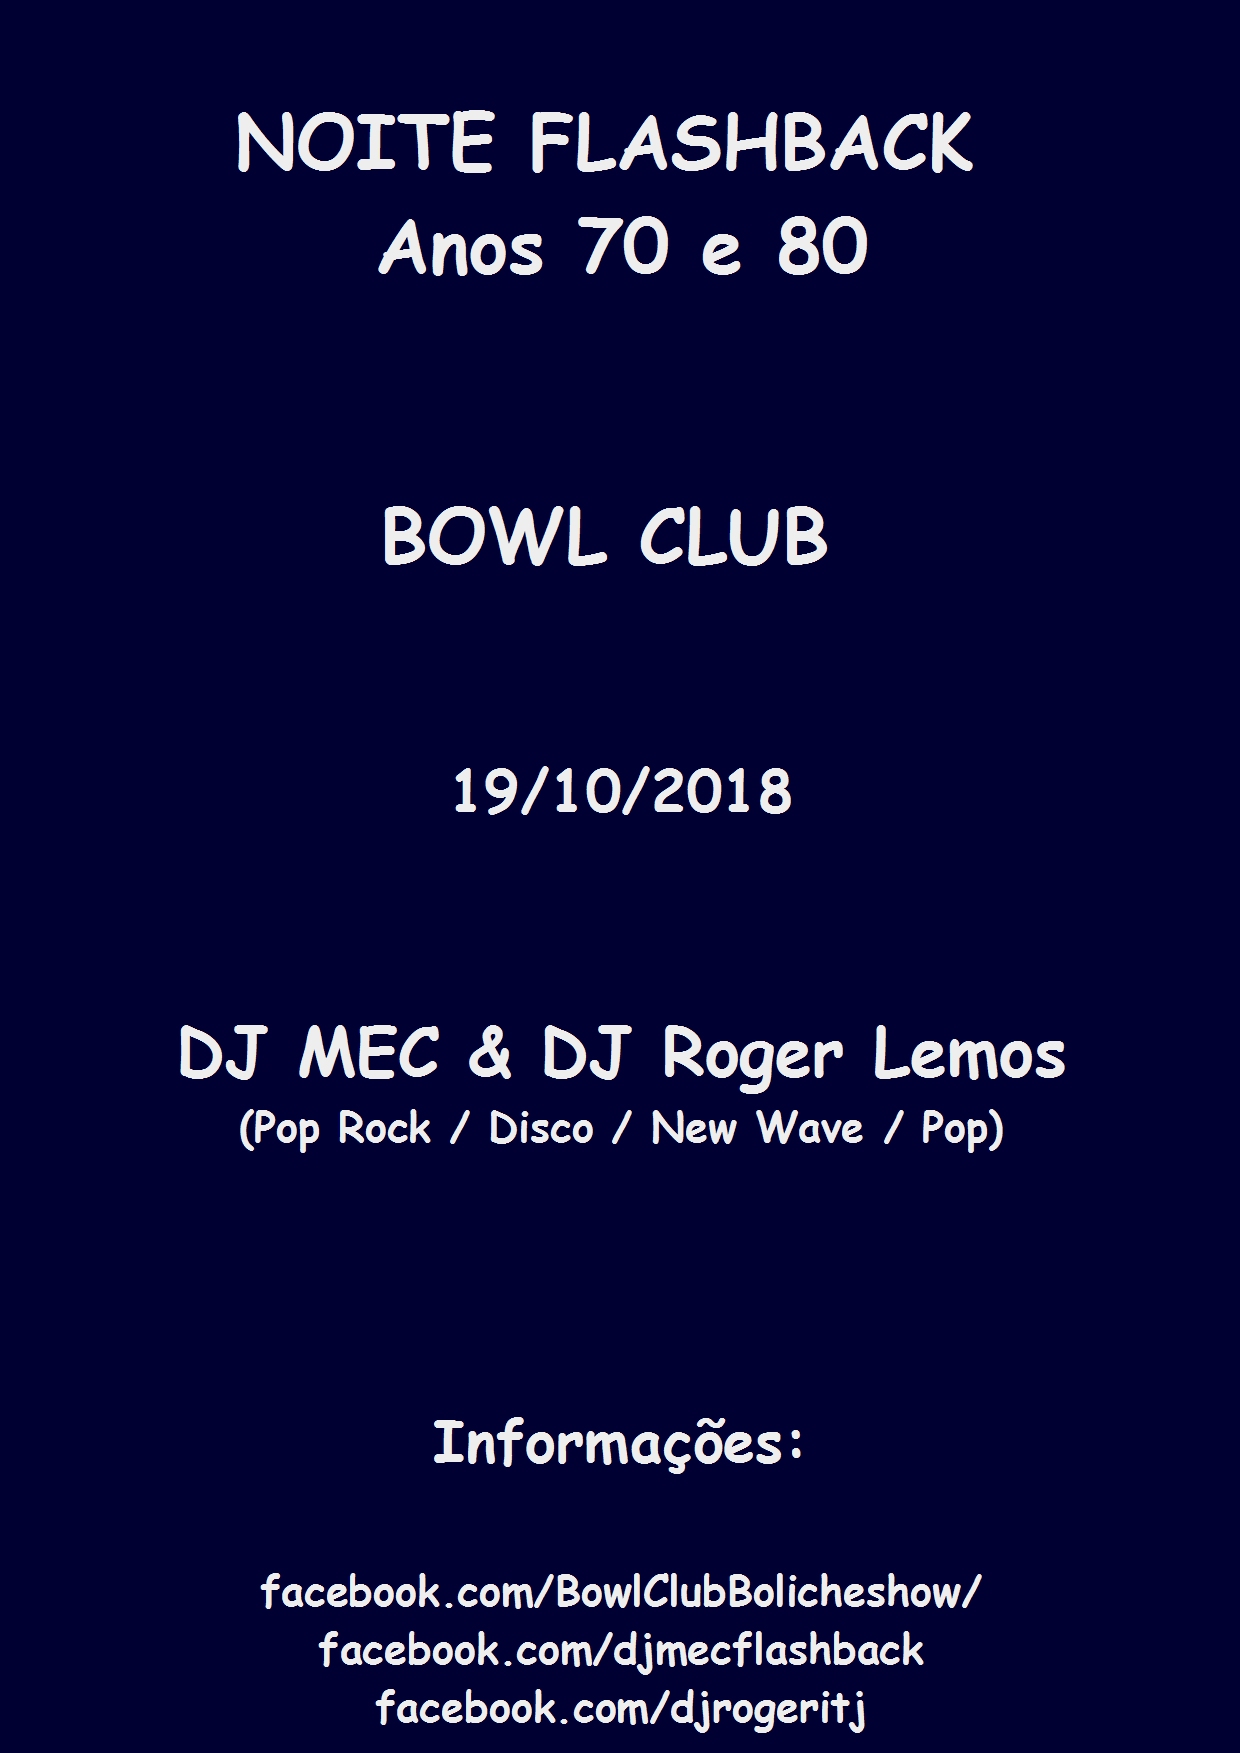 NOITE FLASHBACK
Anos 70 e 80
BOWL CLUB
19/10/2018
DJ MEC & DJ Roger Lemos
(Pop Rock / Disco / New Wave / Pop)
Informações:
facebook.com/BowlClubBolicheshow/
facebook.com/djmecflashback
facebook.com/djrogeritj